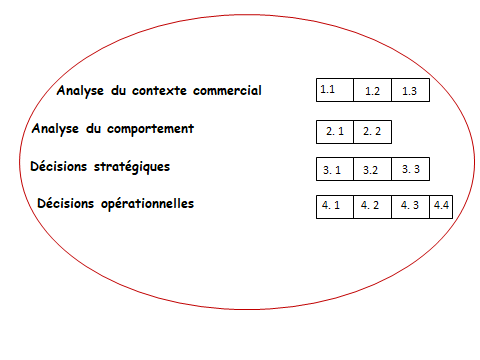 Analyse du contexte commercial 1.1 1.2 1.3
Analyse du comportement 2. 1 2. 2
Décisions stratégiques 3. 1 3.2 3. 3
Décisions opérationnelles 4. 1 4. 2 4. 3 4.4